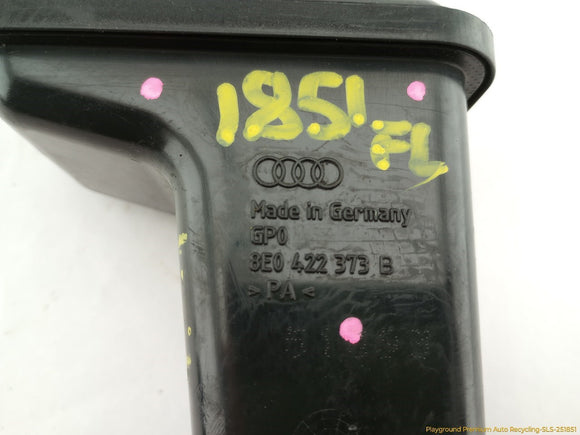 1851
FL
Made in Germany
GP0
8E0 422 373 B
>PA<
Playground Premium Auto Recycling-SLS-251851